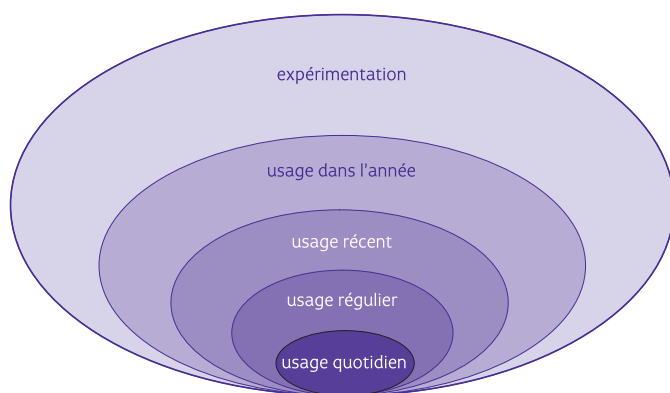 expérimentation
usage dans l'année
usage récent
usage régulier
usage quotidien